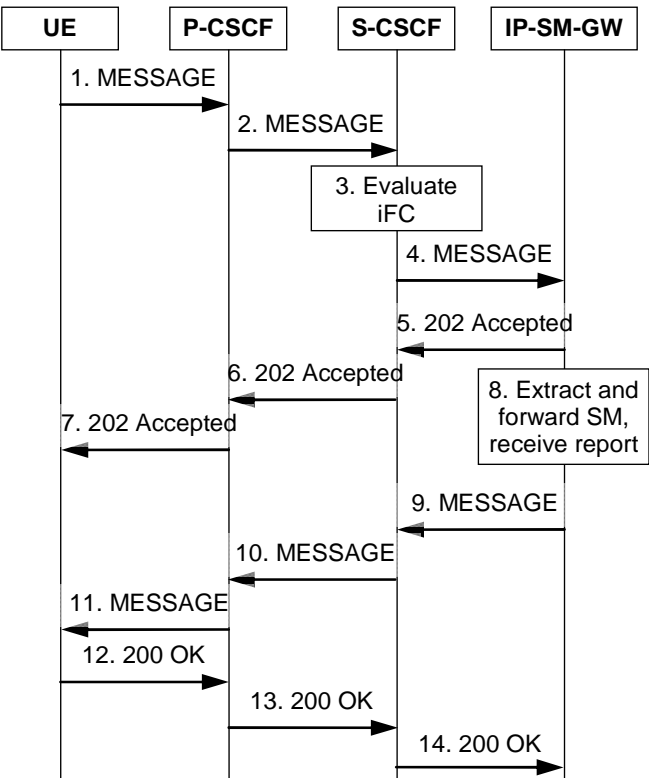 UE
P-CSCF
S-CSCF
IP-SM-GW
1. MESSAGE
2. MESSAGE
3. Evaluate
iFC
4. MESSAGE
5. 202 Accepted
6. 202 Accepted
7. 202 Accepted
8. Extract and
forward SM,
receive report
9. MESSAGE
10. MESSAGE
11. MESSAGE
12. 200 OK
13. 200 OK
14. 200 OK